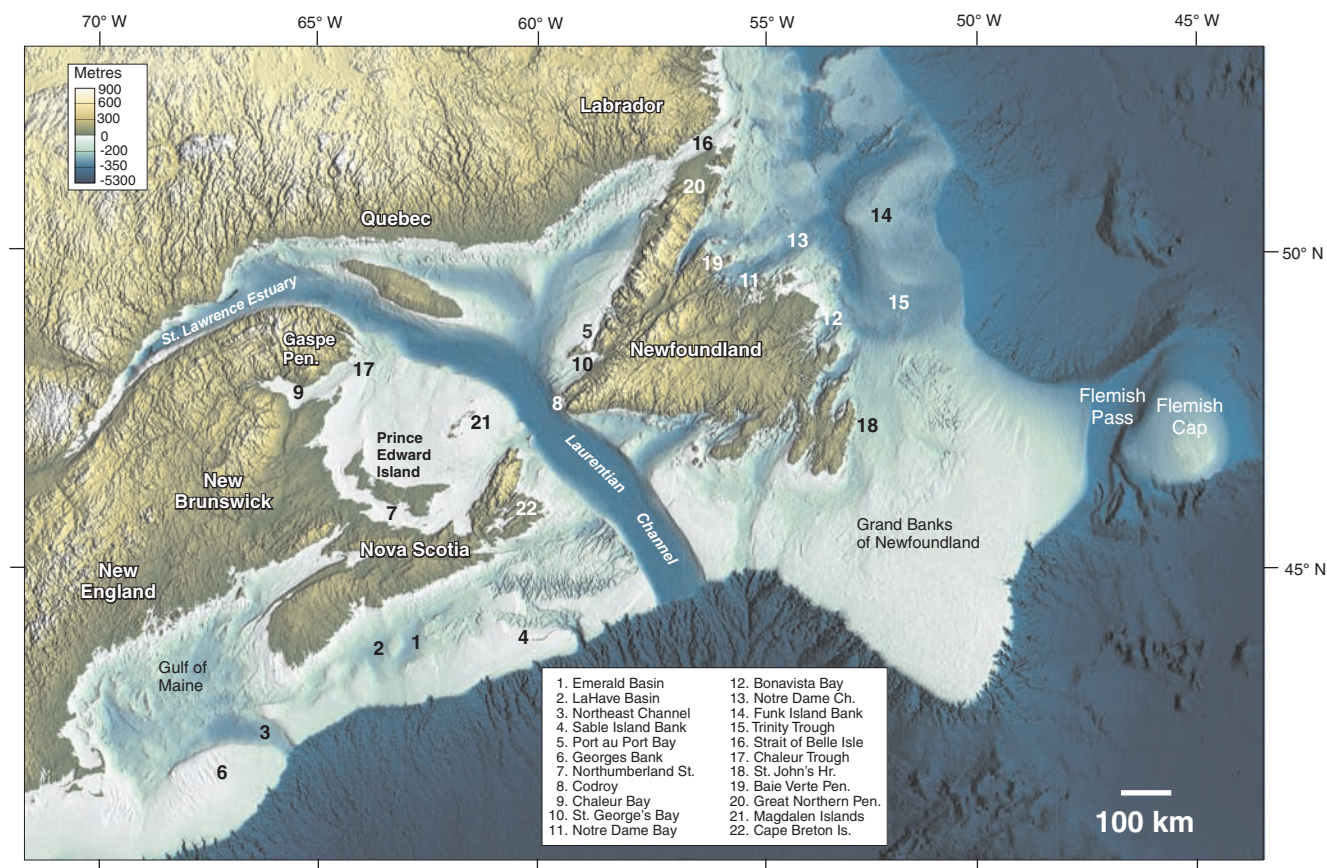 70° W 65° W 60° W 55° W 50° W 45° W
Metres
900
600
300
0
-200
-350
-5300
Labrador
16
20
Quebec
14
13
50° N
19
11
St. Lawrence Estuary
15
12
Gaspe
Pen.
5
Newfoundland
17
10
9
8
Flemish
Pass
Flemish
Cap
21
18
Prince
Edward
Island
Laurentian
Channel
New
Brunswick
7
22
Grand Banks
of Newfoundland
Nova Scotia
New
England
45° N
4
1
2
Gulf of
Maine
3
6
1. Emerald Basin
2. LaHave Basin
3. Northeast Channel
4. Sable Island Bank
5. Port au Port Bay
6. Georges Bank
7. Northumberland St.
8. Codroy
9. Chaleur Bay
10. St. George's Bay
11. Notre Dame Bay
12. Bonavista Bay
13. Notre Dame Ch.
14. Funk Island Bank
15. Trinity Trough
16. Strait of Belle Isle
17. Chaleur Trough
18. St. John's Hr.
19. Baie Verte Pen.
20. Great Northern Pen.
21. Magdalen Islands
22. Cape Breton Is.
100 km
70° W 65° W 60° W 55° W 50° W 45° W